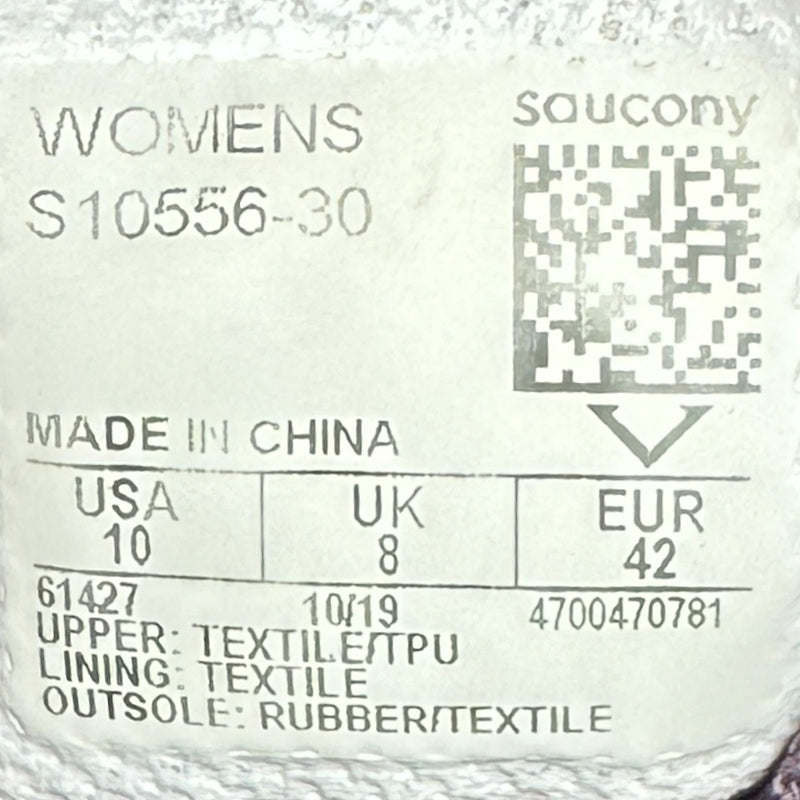 WOMENS
saucony
S10556-30
MADE IN CHINA
USA UK EUR
10 8 42
61427 10/19 4700470781
UPPER: TEXTILE/TPU
LINING: TEXTILE
OUTSOLE: RUBBER/TEXTILE